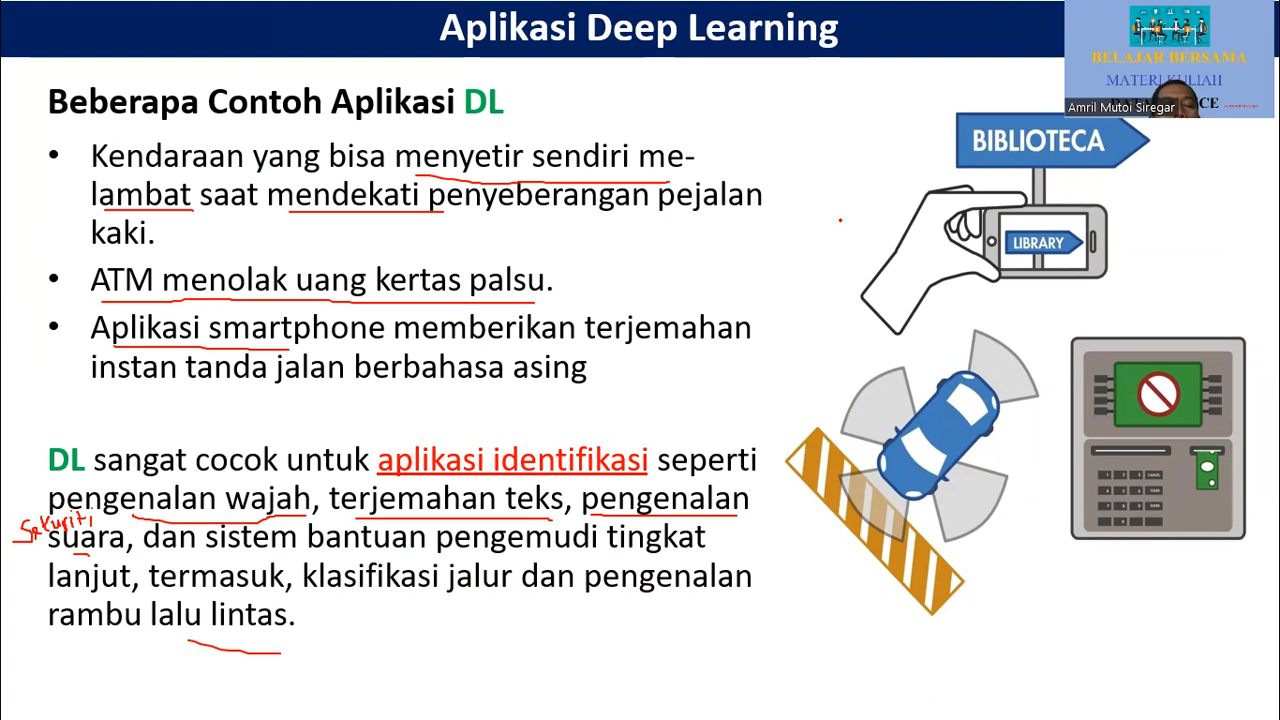 Aplikasi Deep Learning
BELAJAR BERSAMA
MATERI KULIAH
Amril Mutoi Siregar
Beberapa Contoh Aplikasi DL
• Kendaraan yang bisa menyetir sendiri me-
lambat saat mendekati penyeberangan pejalan
kaki.
• ATM menolak uang kertas palsu.
• Aplikasi smartphone memberikan terjemahan
instan tanda jalan berbahasa asing
BIBLIOTECA
LIBRARY
DL sangat cocok untuk aplikasi identifikasi seperti
pengenalan wajah, terjemahan teks, pengenalan
Sekuriti
suara, dan sistem bantuan pengemudi tingkat
lanjut, termasuk, klasifikasi jalur dan pengenalan
rambu lalu lintas.